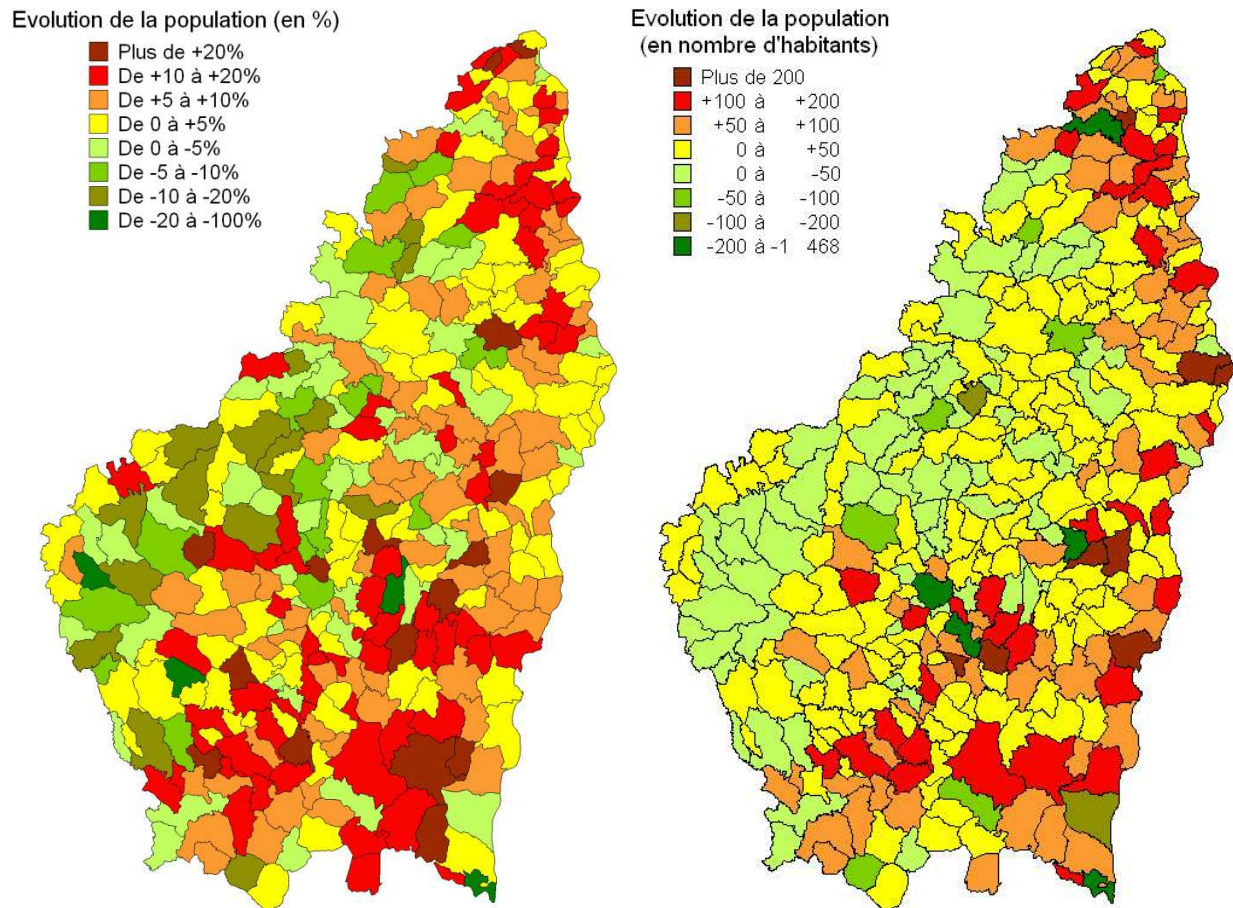 Evolution de la population (en %)
Plus de +20%
De +10 à +20%
De +5 à +10%
De 0 à +5%
De 0 à -5%
De -5 à -10%
De -10 à -20%
De -20 à -100%
Evolution de la population
(en nombre d'habitants)
Plus de 200
+100 à +200
+50 à +100
0 à +50
0 à -50
-50 à -100
-100 à -200
-200 à -1 468